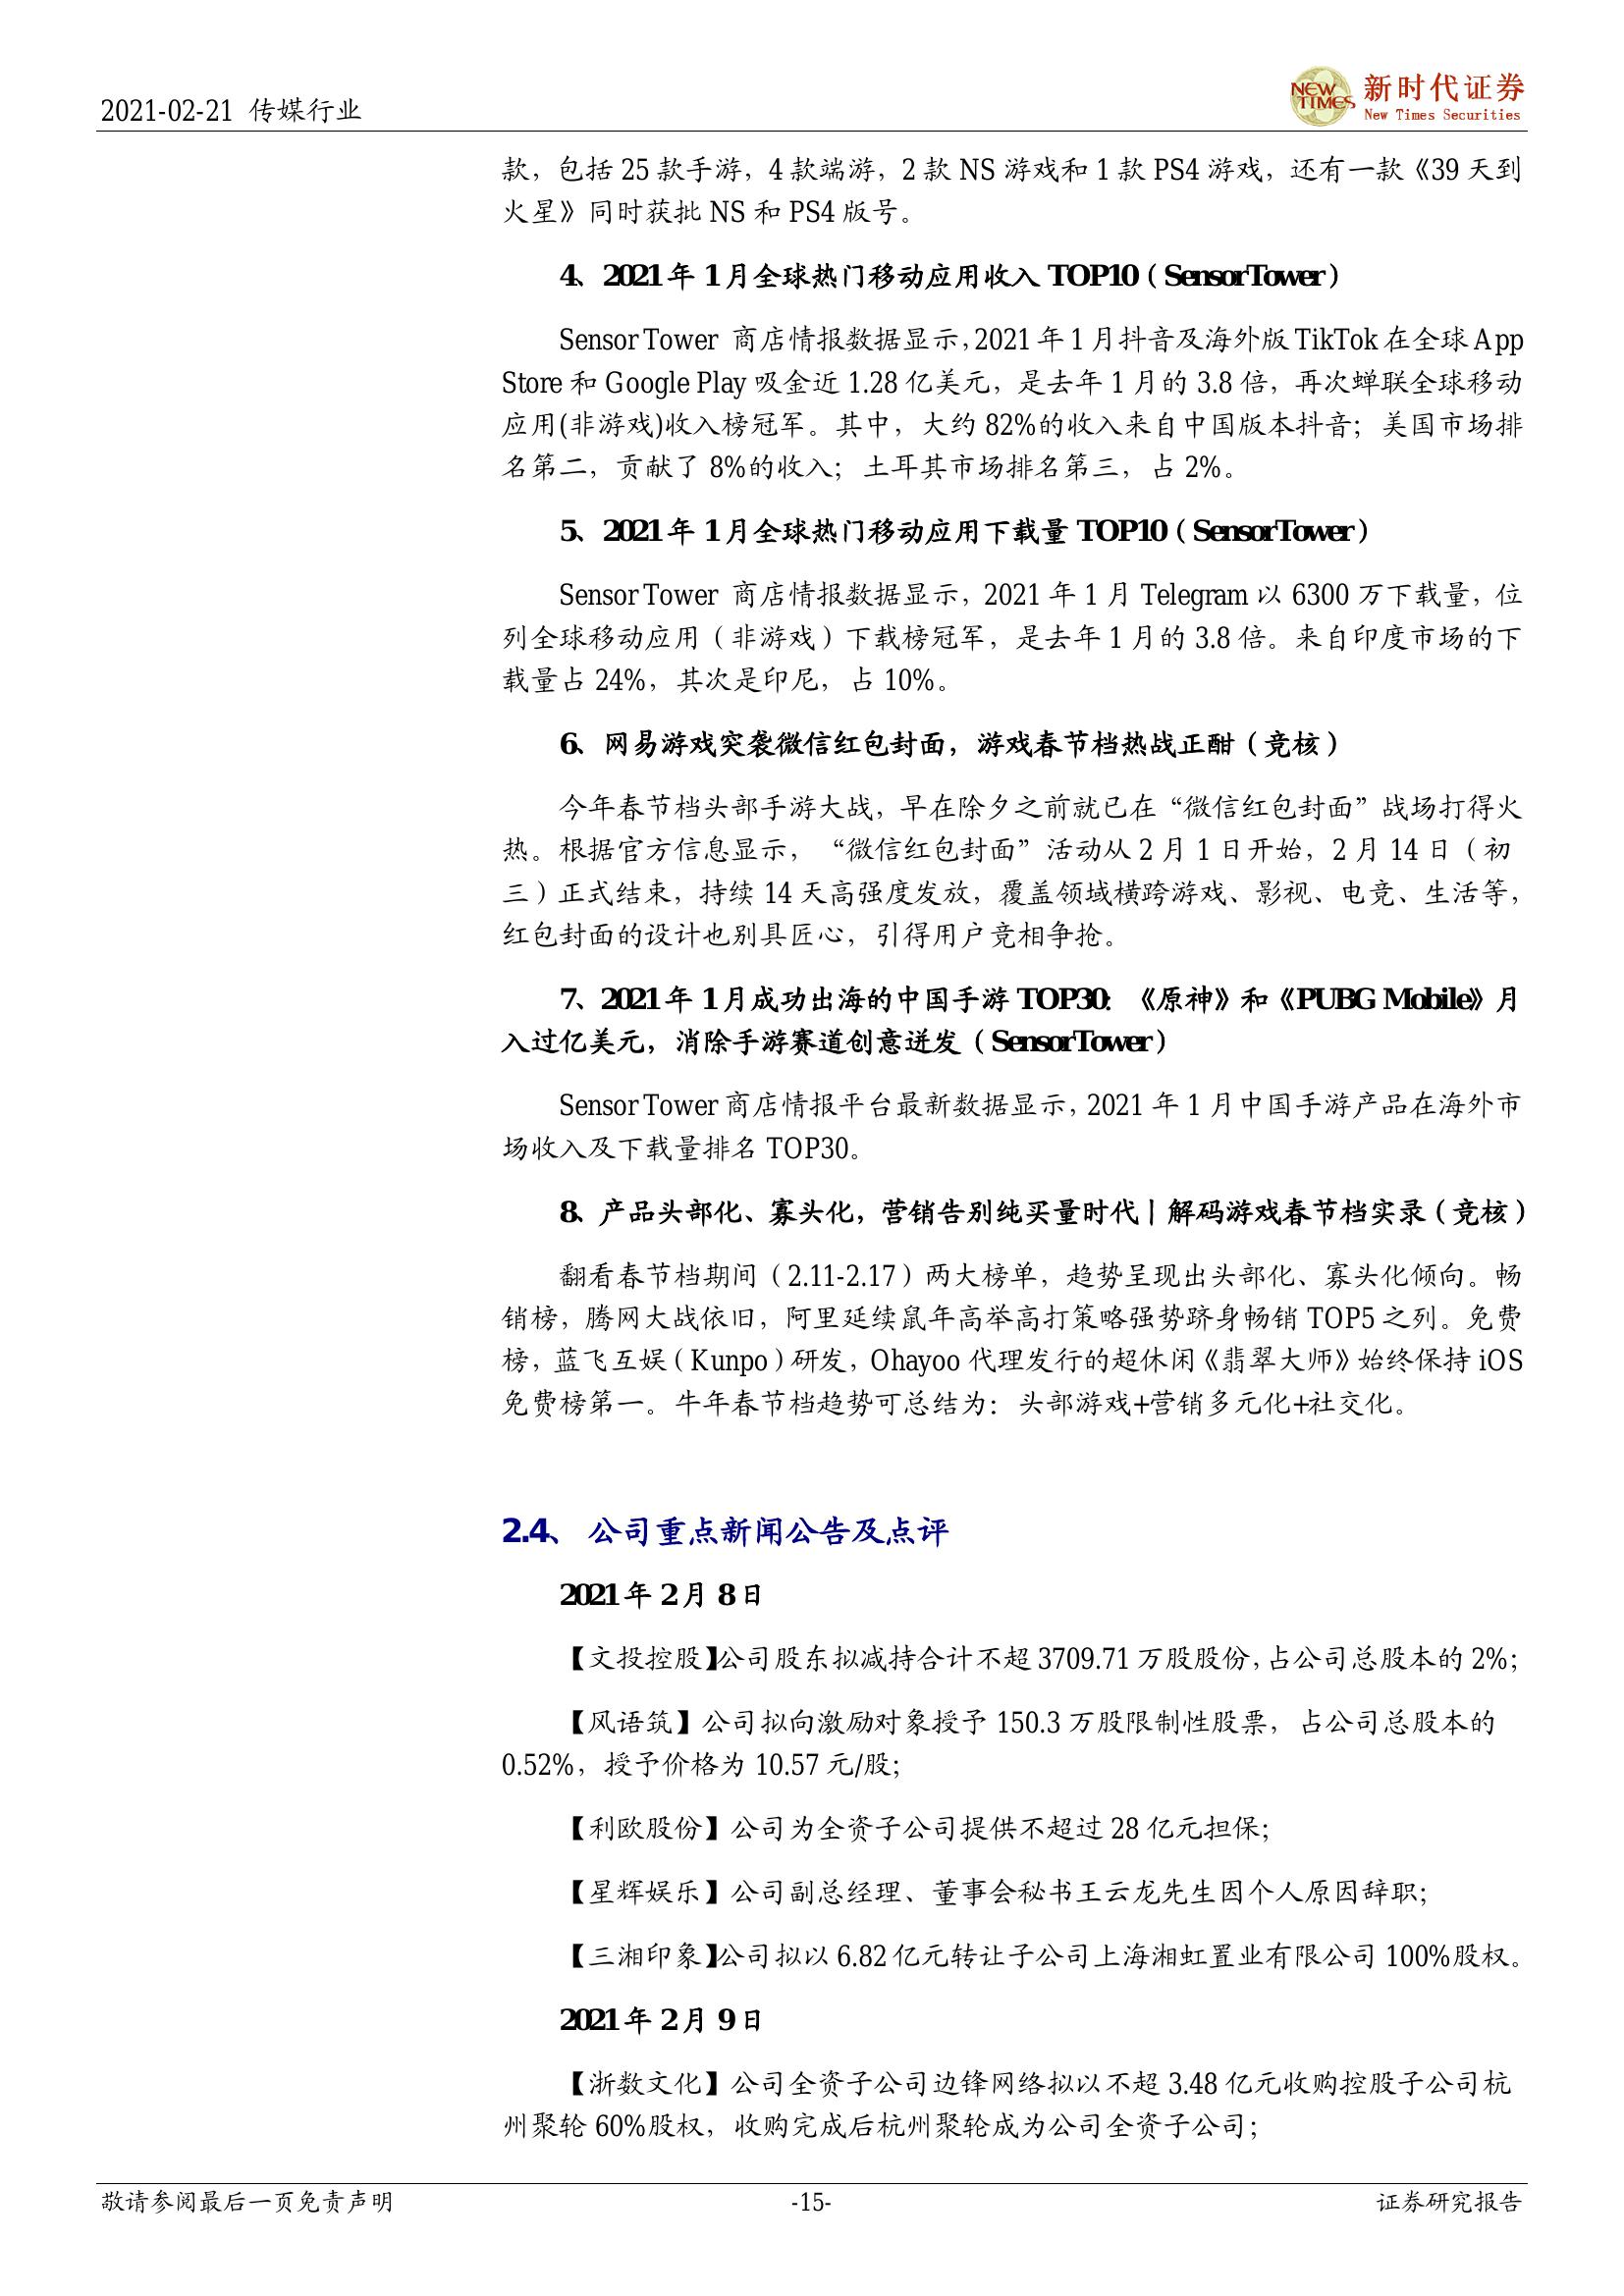 2021-02-21 传媒行业
NEW TIMES
新时代证券
New Times Securities
款，包括 25 款手游，4 款端游，2 款 NS 游戏和 1 款 PS4 游戏，还有一款《39 天到
火星》同时获批 NS 和 PS4 版号。
4、2021 年 1 月全球热门移动应用收入 TOP10（SensorTower）
Sensor Tower 商店情报数据显示，2021 年 1 月抖音及海外版 TikTok 在全球 App
Store 和 Google Play 吸金近 1.28 亿美元，是去年 1 月的 3.8 倍，再次蝉联全球移动
应用(非游戏)收入榜冠军。其中，大约 82%的收入来自中国版本抖音；美国市场排
名第二，贡献了 8%的收入；土耳其市场排名第三，占 2%。
5、2021 年 1 月全球热门移动应用下载量 TOP10（SensorTower）
Sensor Tower 商店情报数据显示，2021 年 1 月 Telegram 以 6300 万下载量，位
列全球移动应用（非游戏）下载榜冠军，是去年 1 月的 3.8 倍。来自印度市场的下
载量占 24%，其次是印尼，占 10%。
6、网易游戏突袭微信红包封面，游戏春节档热战正酣（竞核）
今年春节档头部手游大战，早在除夕之前就已在“微信红包封面”战场打得火
热。根据官方信息显示，“微信红包封面”活动从 2 月 1 日开始，2 月 14 日（初
三）正式结束，持续 14 天高强度发放，覆盖领域横跨游戏、影视、电竞、生活等，
红包封面的设计也别具匠心，引得用户竞相争抢。
7、2021 年 1 月成功出海的中国手游 TOP30：《原神》和《PUBG Mobile》月
入过亿美元，消除手游赛道创意迸发（SensorTower）
Sensor Tower 商店情报平台最新数据显示，2021 年 1 月中国手游产品在海外市
场收入及下载量排名 TOP30。
8、产品头部化、寡头化，营销告别纯买量时代丨解码游戏春节档实录（竞核）
翻看春节档期间（2.11-2.17）两大榜单，趋势呈现出头部化、寡头化倾向。畅
销榜，腾网大战依旧，阿里延续鼠年高举高打策略强势跻身畅销 TOP5 之列。免费
榜，蓝飞互娱（Kunpo）研发，Ohayoo 代理发行的超休闲《翡翠大师》始终保持 iOS
免费榜第一。牛年春节档趋势可总结为：头部游戏+营销多元化+社交化。
2.4、 公司重点新闻公告及点评
2021 年 2 月 8 日
【文投控股】公司股东拟减持合计不超 3709.71 万股股份，占公司总股本的 2%；
【风语筑】公司拟向激励对象授予 150.3 万股限制性股票，占公司总股本的
0.52%，授予价格为 10.57 元/股；
【利欧股份】公司为全资子公司提供不超过 28 亿元担保；
【星辉娱乐】公司副总经理、董事会秘书王云龙先生因个人原因辞职；
【三湘印象】公司拟以 6.82 亿元转让子公司上海湘虹置业有限公司 100%股权。
2021 年 2 月 9 日
【浙数文化】公司全资子公司边锋网络拟以不超 3.48 亿元收购控股子公司杭
州聚轮 60%股权，收购完成后杭州聚轮成为公司全资子公司；
敬请参阅最后一页免责声明
-15-
证券研究报告